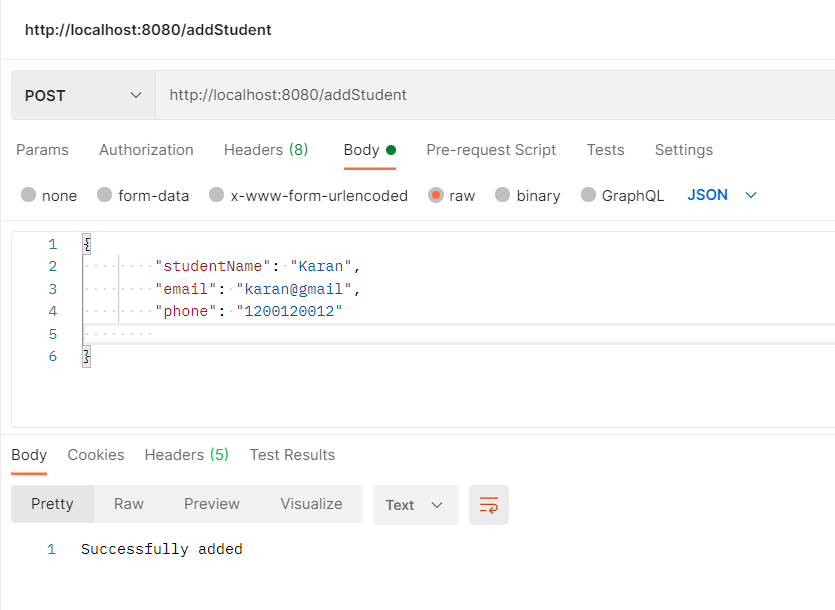 http://localhost:8080/addStudent
POST http://localhost:8080/addStudent
Params Authorization Headers (8) Body Pre-request Script Tests Settings
none form-data x-www-form-urlencoded raw binary GraphQL JSON
1 {
2 "studentName": "Karan",
3 "email": "karan@gmail",
4 "phone": "1200120012"
5
6 }
Body Cookies Headers (5) Test Results
Pretty Raw Preview Visualize Text
1 Successfully added